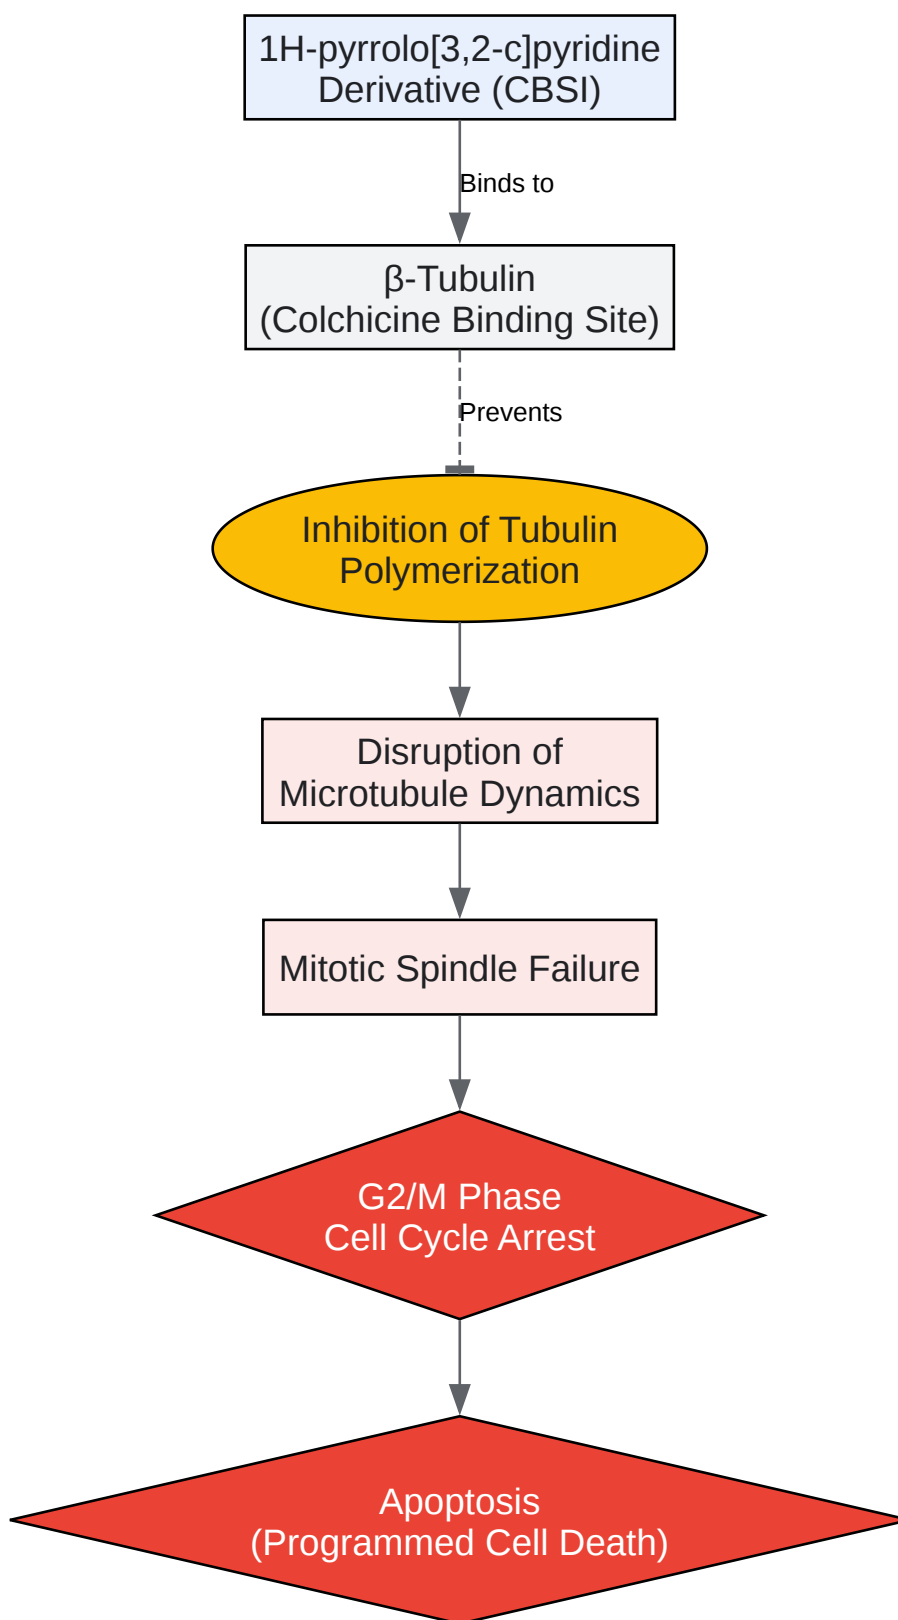 1H-pyrrolo[3,2-c]pyridine
Derivative (CBSI)
Binds to
β-Tubulin
(Colchicine Binding Site)
Prevents
Inhibition of Tubulin
Polymerization
Disruption of
Microtubule Dynamics
Mitotic Spindle Failure
G2/M Phase
Cell Cycle Arrest
Apoptosis
(Programmed Cell Death)